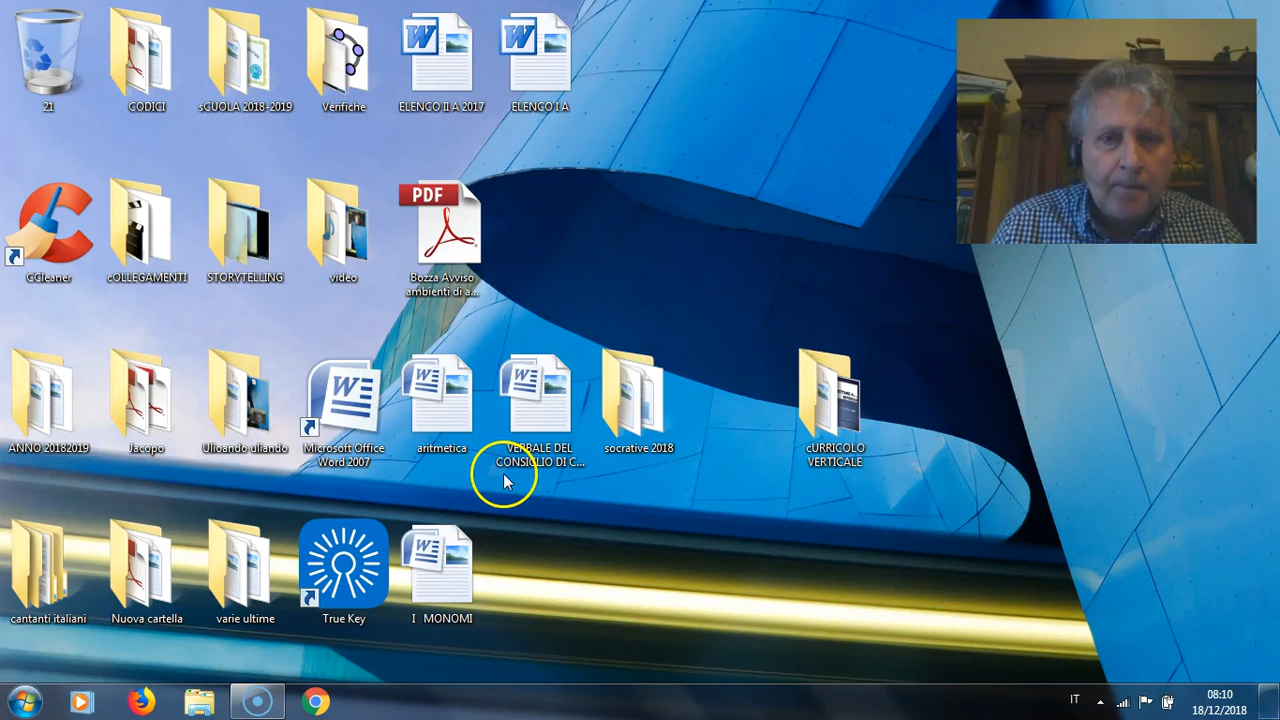 21
CODICI
sCUOLA 2018-2019
Verifiche
ELENCO II A 2017
ELENCO I A
CCleaner
cOLLEGAMENTI
STORYTELLING
video
PDF
Bozza Avviso
ambienti di a...
ANNO 20182019
Jacopo
Ulioando uliando
Microsoft Office
Word 2007
aritmetica
VERBALE DEL
CONSIGLIO DI C...
socrative 2018
cURRICOLO
VERTICALE
cantanti italiani
Nuova cartella
varie ultime
True Key
I MONOMI
IT
08:10
18/12/2018